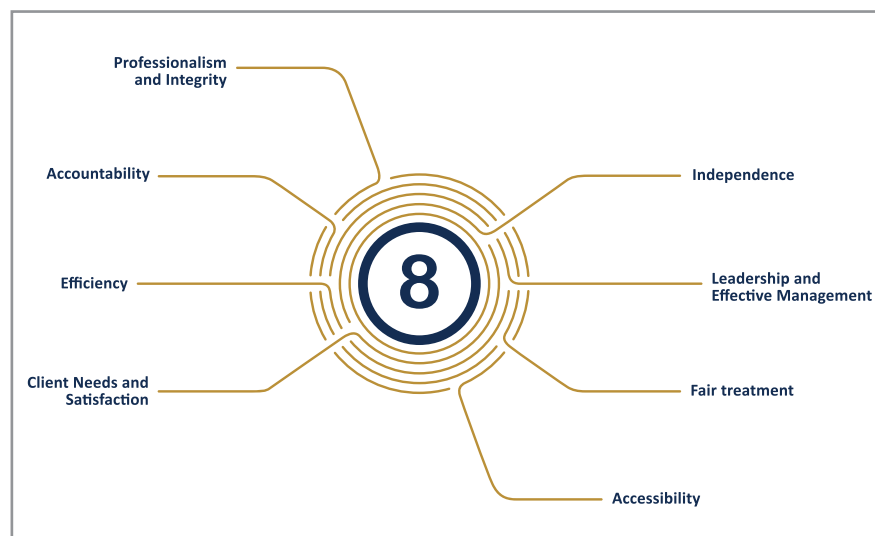 Professionalism
and Integrity
Accountability
Efficiency
Client Needs and
Satisfaction
8
Independence
Leadership and
Effective Management
Fair treatment
Accessibility